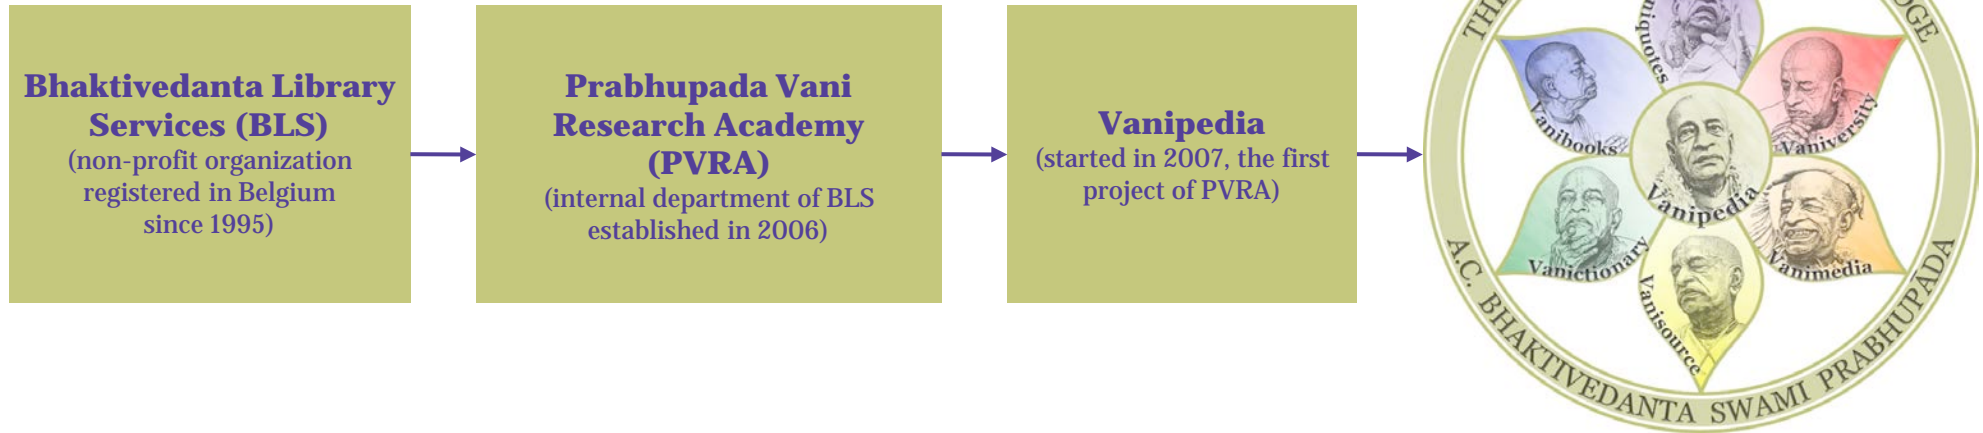 Bhaktivedanta Library
Services (BLS)
(non-profit organization
registered in Belgium
since 1995)
Prabhupada Vani
Research Academy
(PVRA)
(internal department of BLS
established in 2006)
Vanipedia
(started in 2007, the first
project of PVRA)
THE
Vanibooks
Vaniversity
Vanipedia
Vanictionary
Vanimedia
Vanisource
A.C. BHAKTIVEDANTA SWAMI PRABHUPĀDA